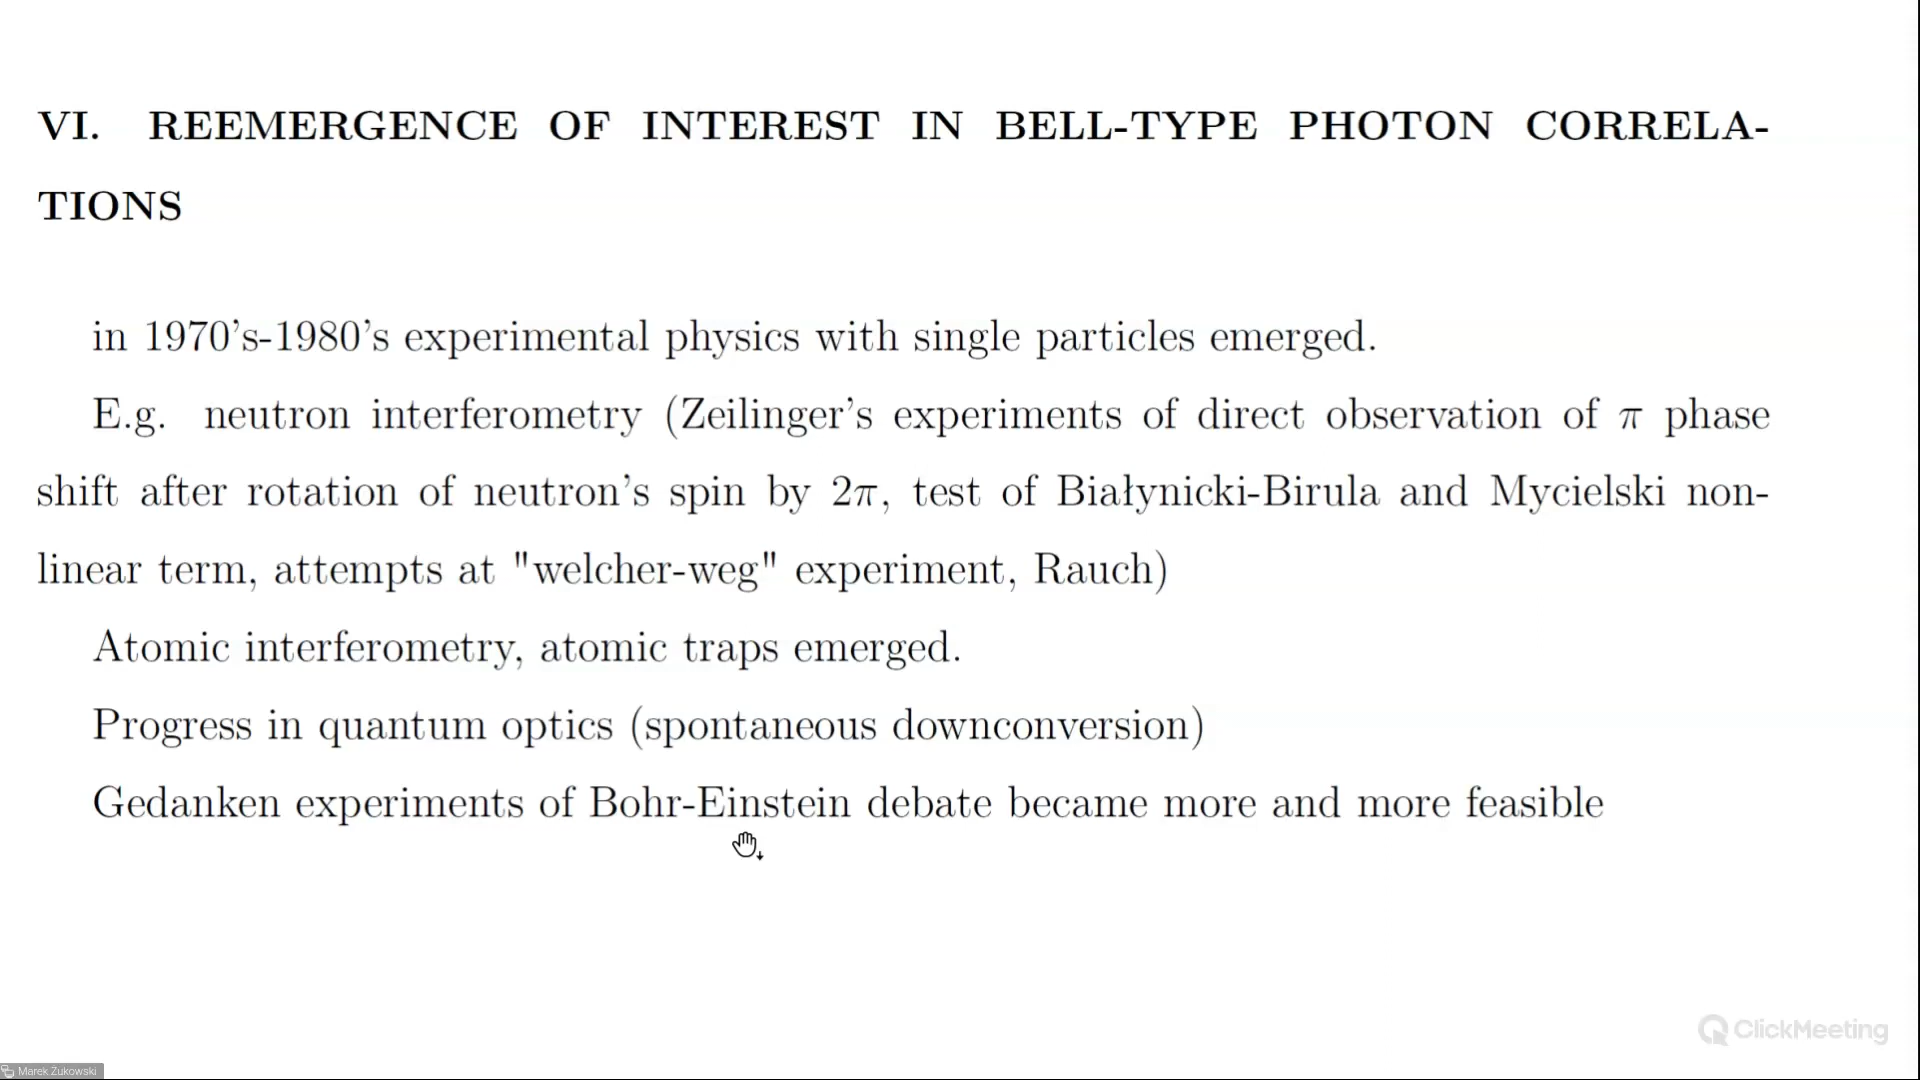 VI. REEMERGENCE OF INTEREST IN BELL-TYPE PHOTON CORRELA-
TIONS
in 1970's-1980's experimental physics with single particles emerged.
E.g. neutron interferometry (Zeilinger's experiments of direct observation of π phase
shift after rotation of neutron's spin by 2π, test of Białynicki-Birula and Mycielski non-
linear term, attempts at "welcher-weg" experiment, Rauch)
Atomic interferometry, atomic traps emerged.
Progress in quantum optics (spontaneous downconversion)
Gedanken experiments of Bohr-Einstein debate became more and more feasible
ClickMeeting
Marek Żukowski